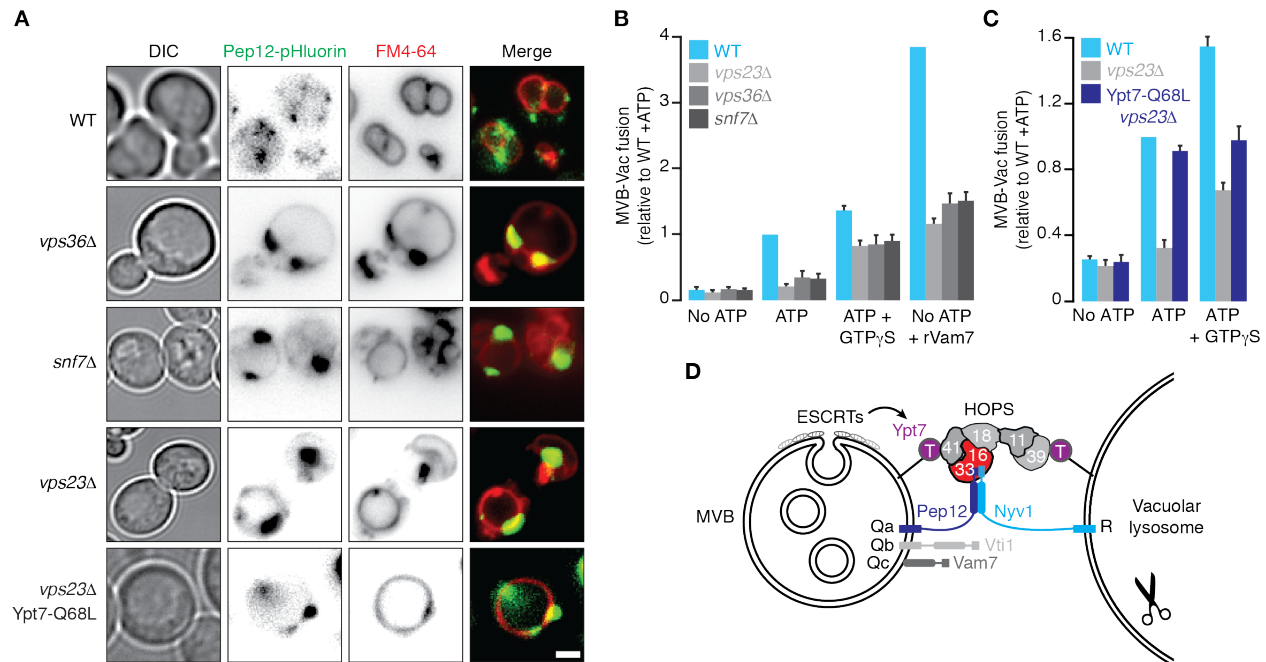 A
DIC
Pep12-pHluorin
FM4-64
Merge
WT
vps36Δ
snf7Δ
vps23Δ
vps23Δ
Ypt7-Q68L
B
MVB-Vac fusion
(relative to WT +ATP)
4
3
2
1
0
WT
vps23Δ
vps36Δ
snf7Δ
No ATP
ATP
ATP +
GTPγS
No ATP
+ rVam7
C
MVB-Vac fusion
(relative to WT +ATP)
1.6
1.2
0.8
0.4
0
WT
vps23Δ
Ypt7-Q68L
vps23Δ
No ATP
ATP
ATP
+ GTPγS
D
ESCRTs
HOPS
Ypt7
T
41
18
11
39
T
16
33
MVB
Pep12
Nyv1
Qa
R
Qb
Vti1
Qc
Vam7
Vacuolar
lysosome